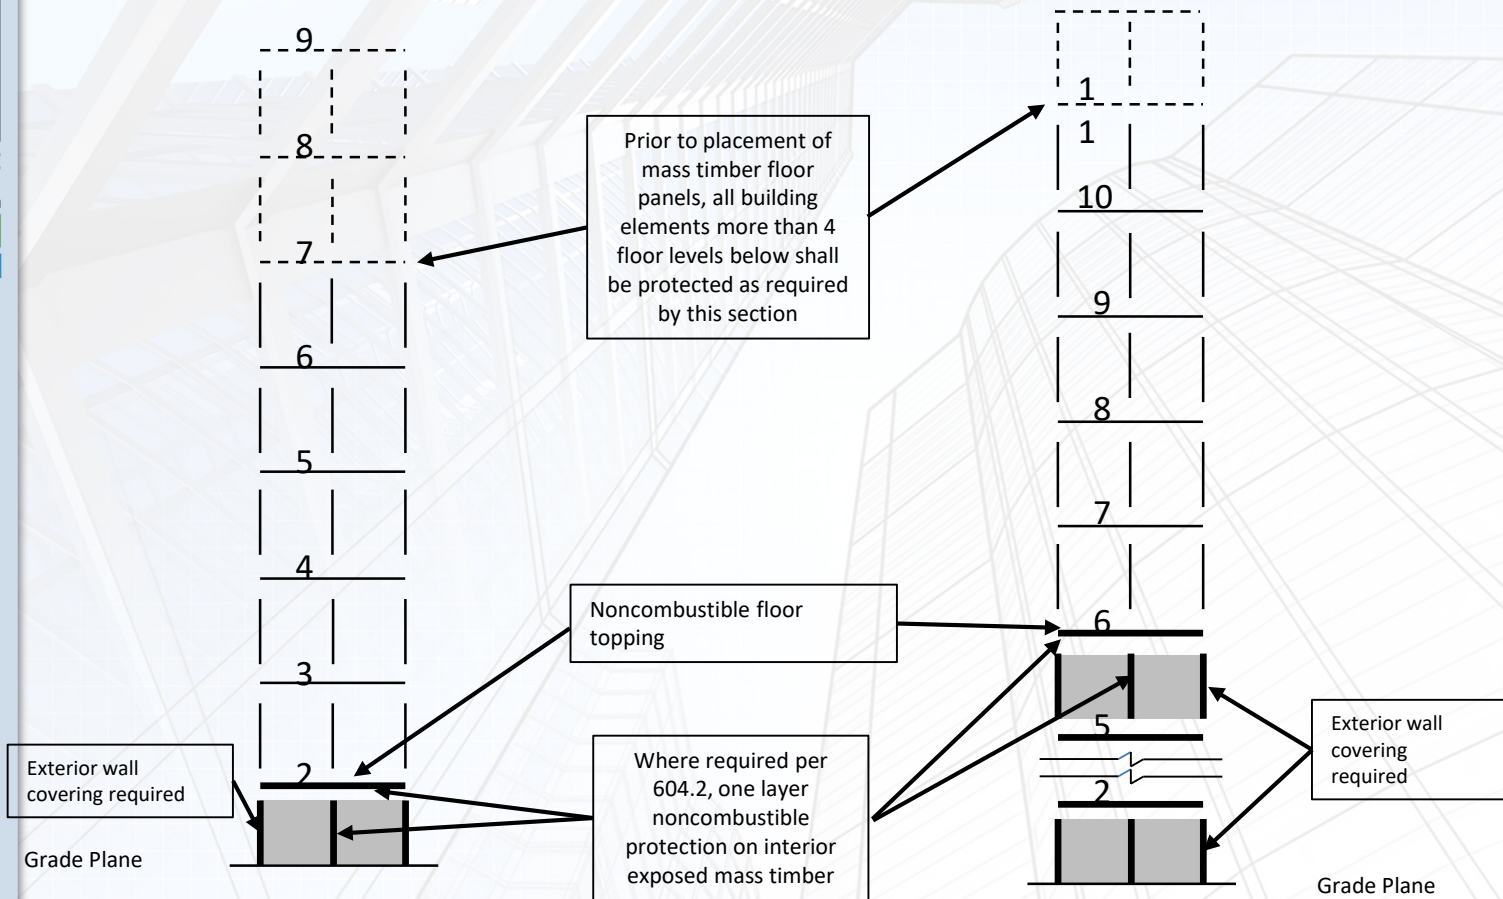 9
8
7
6
5
4
3
2
Exterior wall
covering required
Grade Plane
Prior to placement of
mass timber floor
panels, all building
elements more than 4
floor levels below shall
be protected as required
by this section
Noncombustible floor
topping
Where required per
604.2, one layer
noncombustible
protection on interior
exposed mass timber
1
1
10
9
8
7
6
5
2
Exterior wall
covering
required
Grade Plane